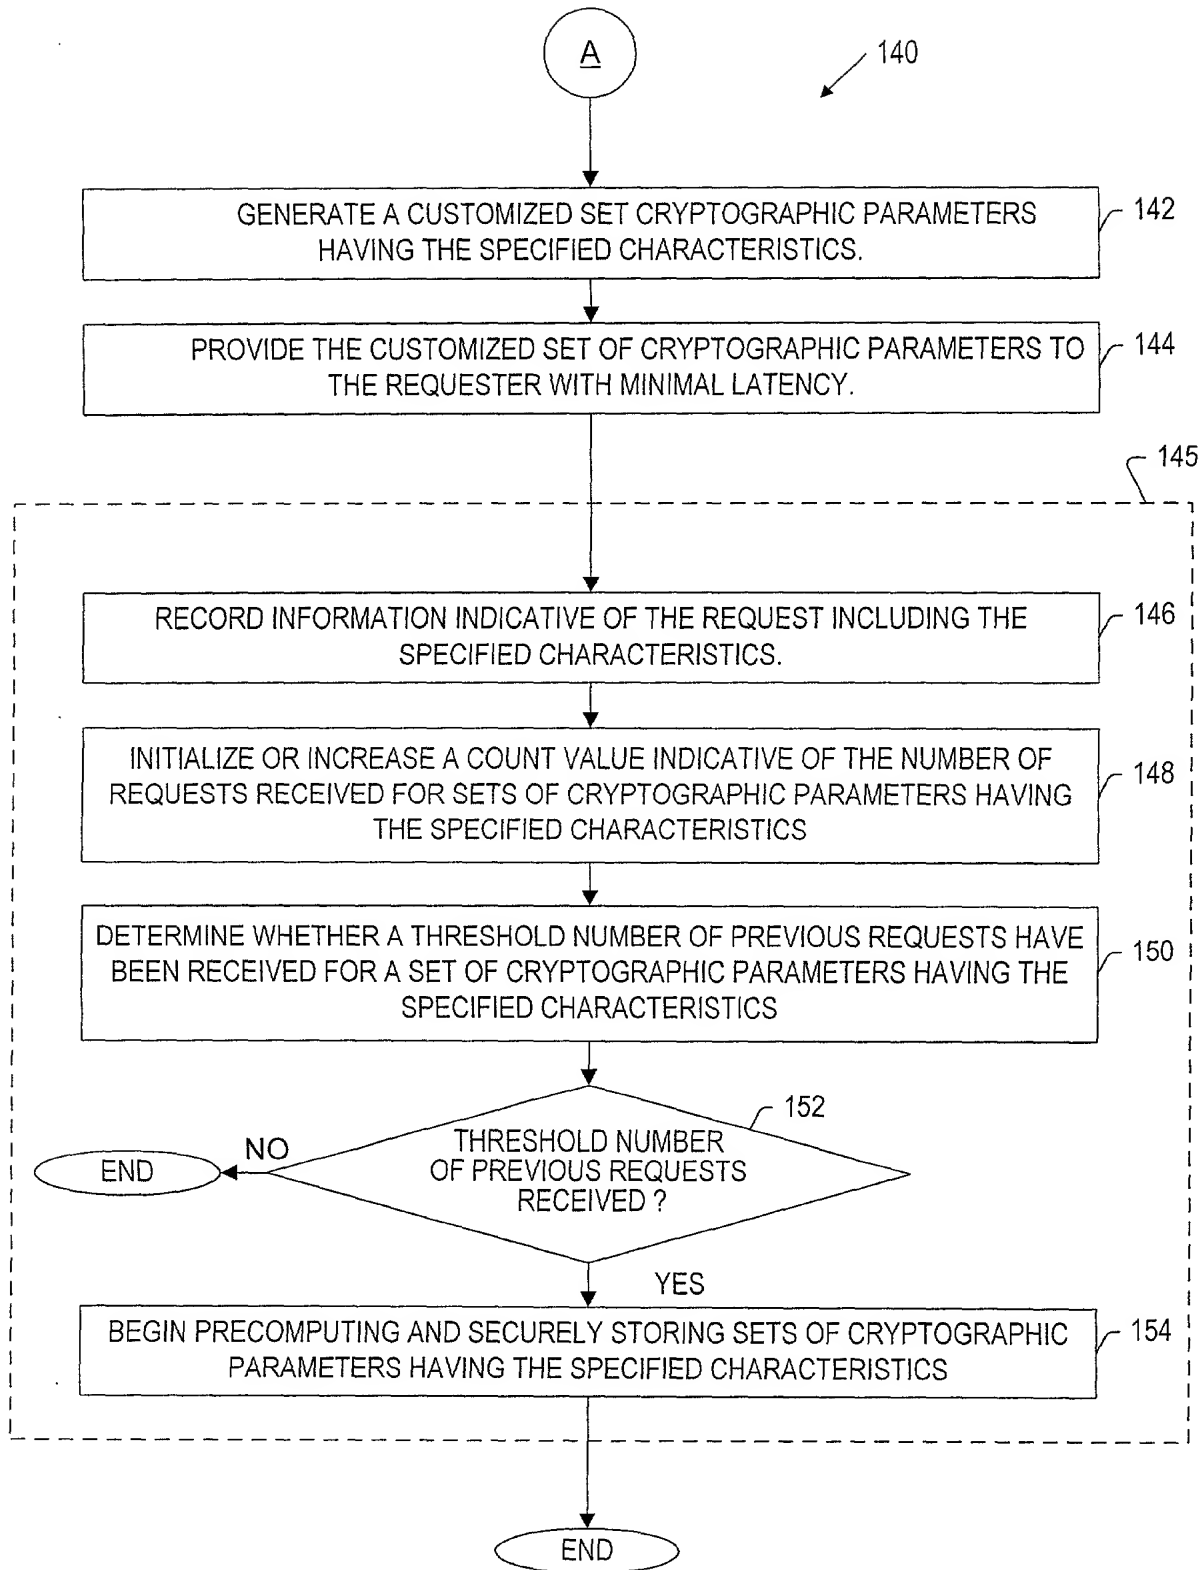 A
140
GENERATE A CUSTOMIZED SET CRYPTOGRAPHIC PARAMETERS
HAVING THE SPECIFIED CHARACTERISTICS.
142
PROVIDE THE CUSTOMIZED SET OF CRYPTOGRAPHIC PARAMETERS TO
THE REQUESTER WITH MINIMAL LATENCY.
144
145
RECORD INFORMATION INDICATIVE OF THE REQUEST INCLUDING THE
SPECIFIED CHARACTERISTICS.
146
INITIALIZE OR INCREASE A COUNT VALUE INDICATIVE OF THE NUMBER OF
REQUESTS RECEIVED FOR SETS OF CRYPTOGRAPHIC PARAMETERS HAVING
THE SPECIFIED CHARACTERISTICS
148
DETERMINE WHETHER A THRESHOLD NUMBER OF PREVIOUS REQUESTS HAVE
BEEN RECEIVED FOR A SET OF CRYPTOGRAPHIC PARAMETERS HAVING THE
SPECIFIED CHARACTERISTICS
150
152
THRESHOLD NUMBER
OF PREVIOUS REQUESTS
RECEIVED ?
NO
END
YES
BEGIN PRECOMPUTING AND SECURELY STORING SETS OF CRYPTOGRAPHIC
PARAMETERS HAVING THE SPECIFIED CHARACTERISTICS
154
END